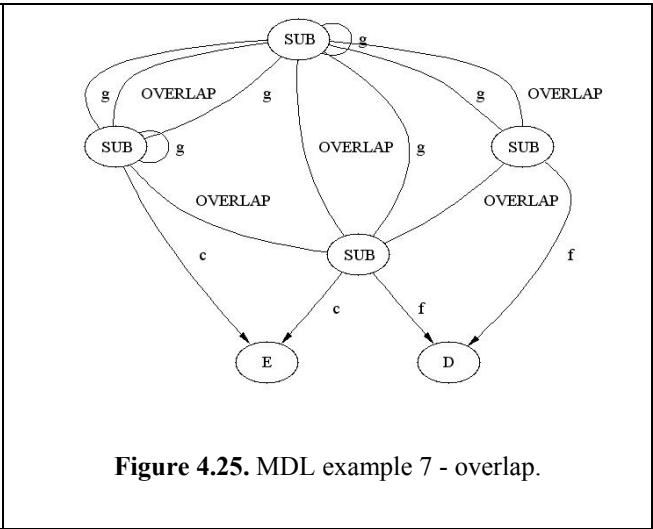 SUB g
g OVERLAP g g OVERLAP
SUB g OVERLAP g SUB
OVERLAP OVERLAP
c SUB f
c f
E D
Figure 4.25. MDL example 7 - overlap.